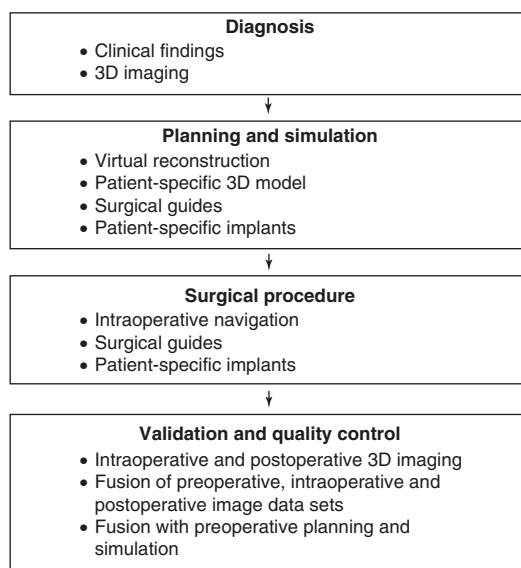 Diagnosis
• Clinical findings
• 3D imaging
Planning and simulation
• Virtual reconstruction
• Patient-specific 3D model
• Surgical guides
• Patient-specific implants
Surgical procedure
• Intraoperative navigation
• Surgical guides
• Patient-specific implants
Validation and quality control
• Intraoperative and postoperative 3D imaging
• Fusion of preoperative, intraoperative and
postoperative image data sets
• Fusion with preoperative planning and
simulation